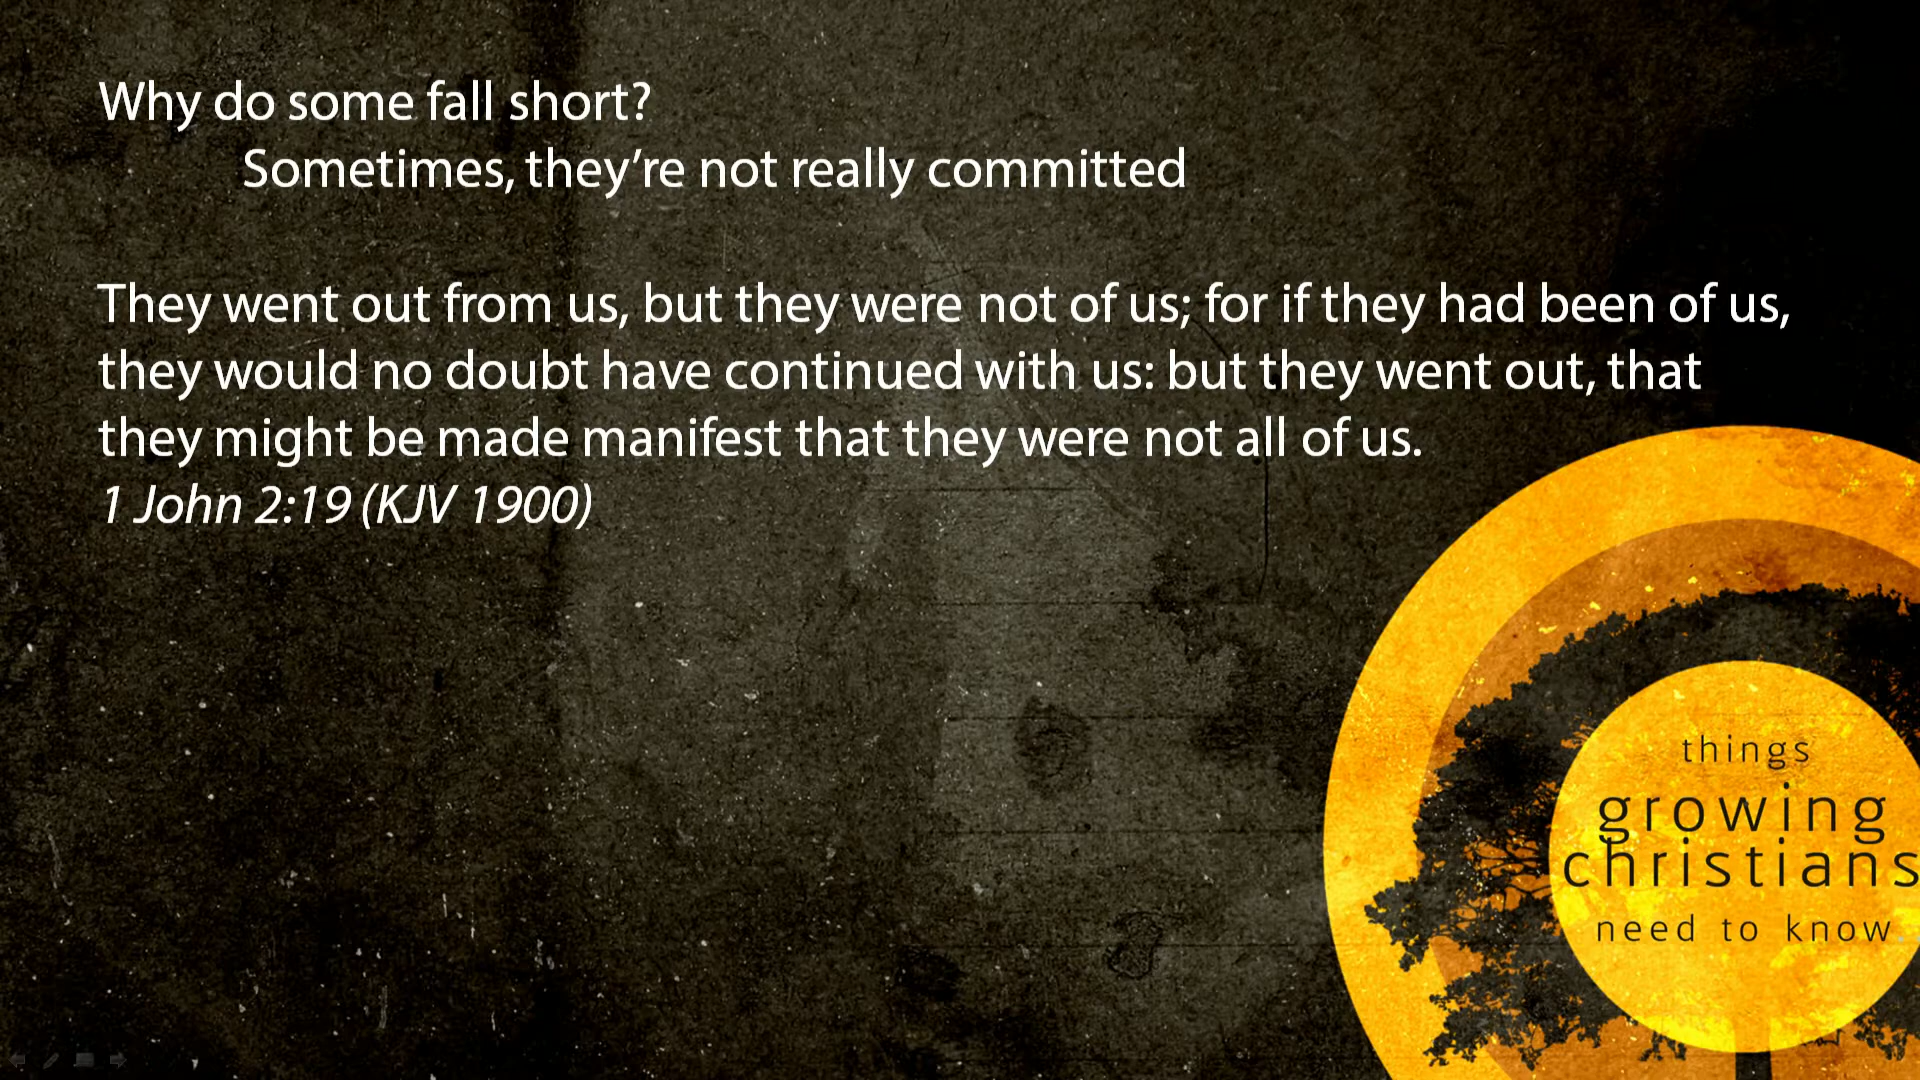 Why do some fall short?
Sometimes, they’re not really committed
They went out from us, but they were not of us; for if they had been of us,
they would no doubt have continued with us: but they went out, that
they might be made manifest that they were not all of us.
1 John 2:19 (KJV 1900)
things
growing
christians
need to know.